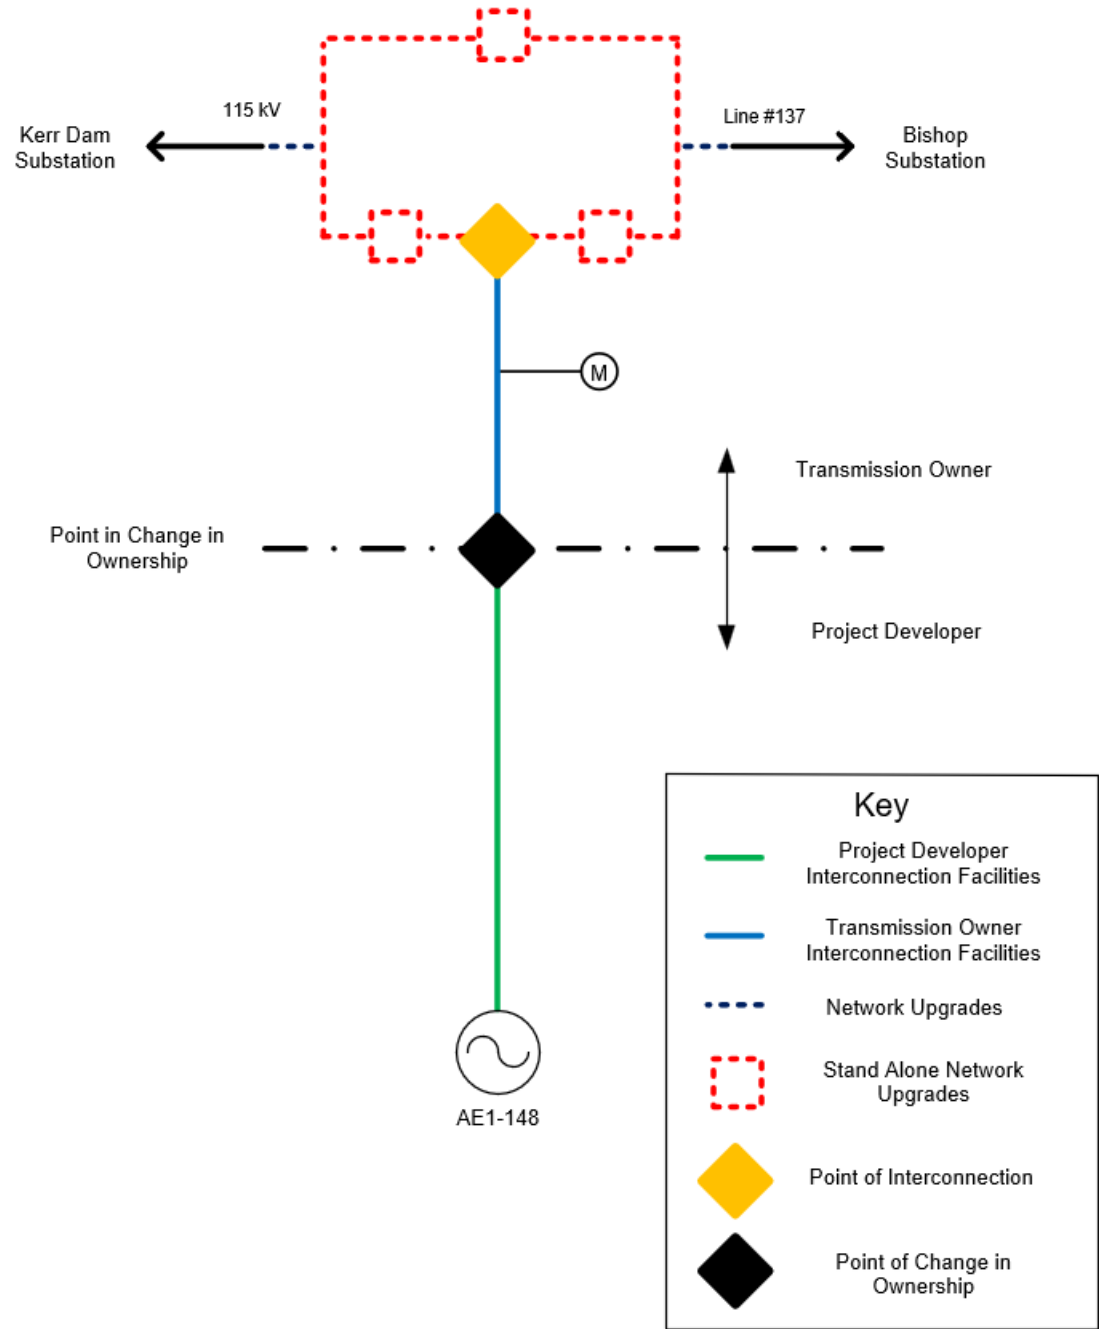 115 kV
Line #137
Kerr Dam
Substation
Bishop
Substation
M
Transmission Owner
Point in Change in
Ownership
Project Developer
Key
Project Developer
Interconnection Facilities
Transmission Owner
Interconnection Facilities
Network Upgrades
Stand Alone Network
Upgrades
AE1-148
Point of Interconnection
Point of Change in
Ownership